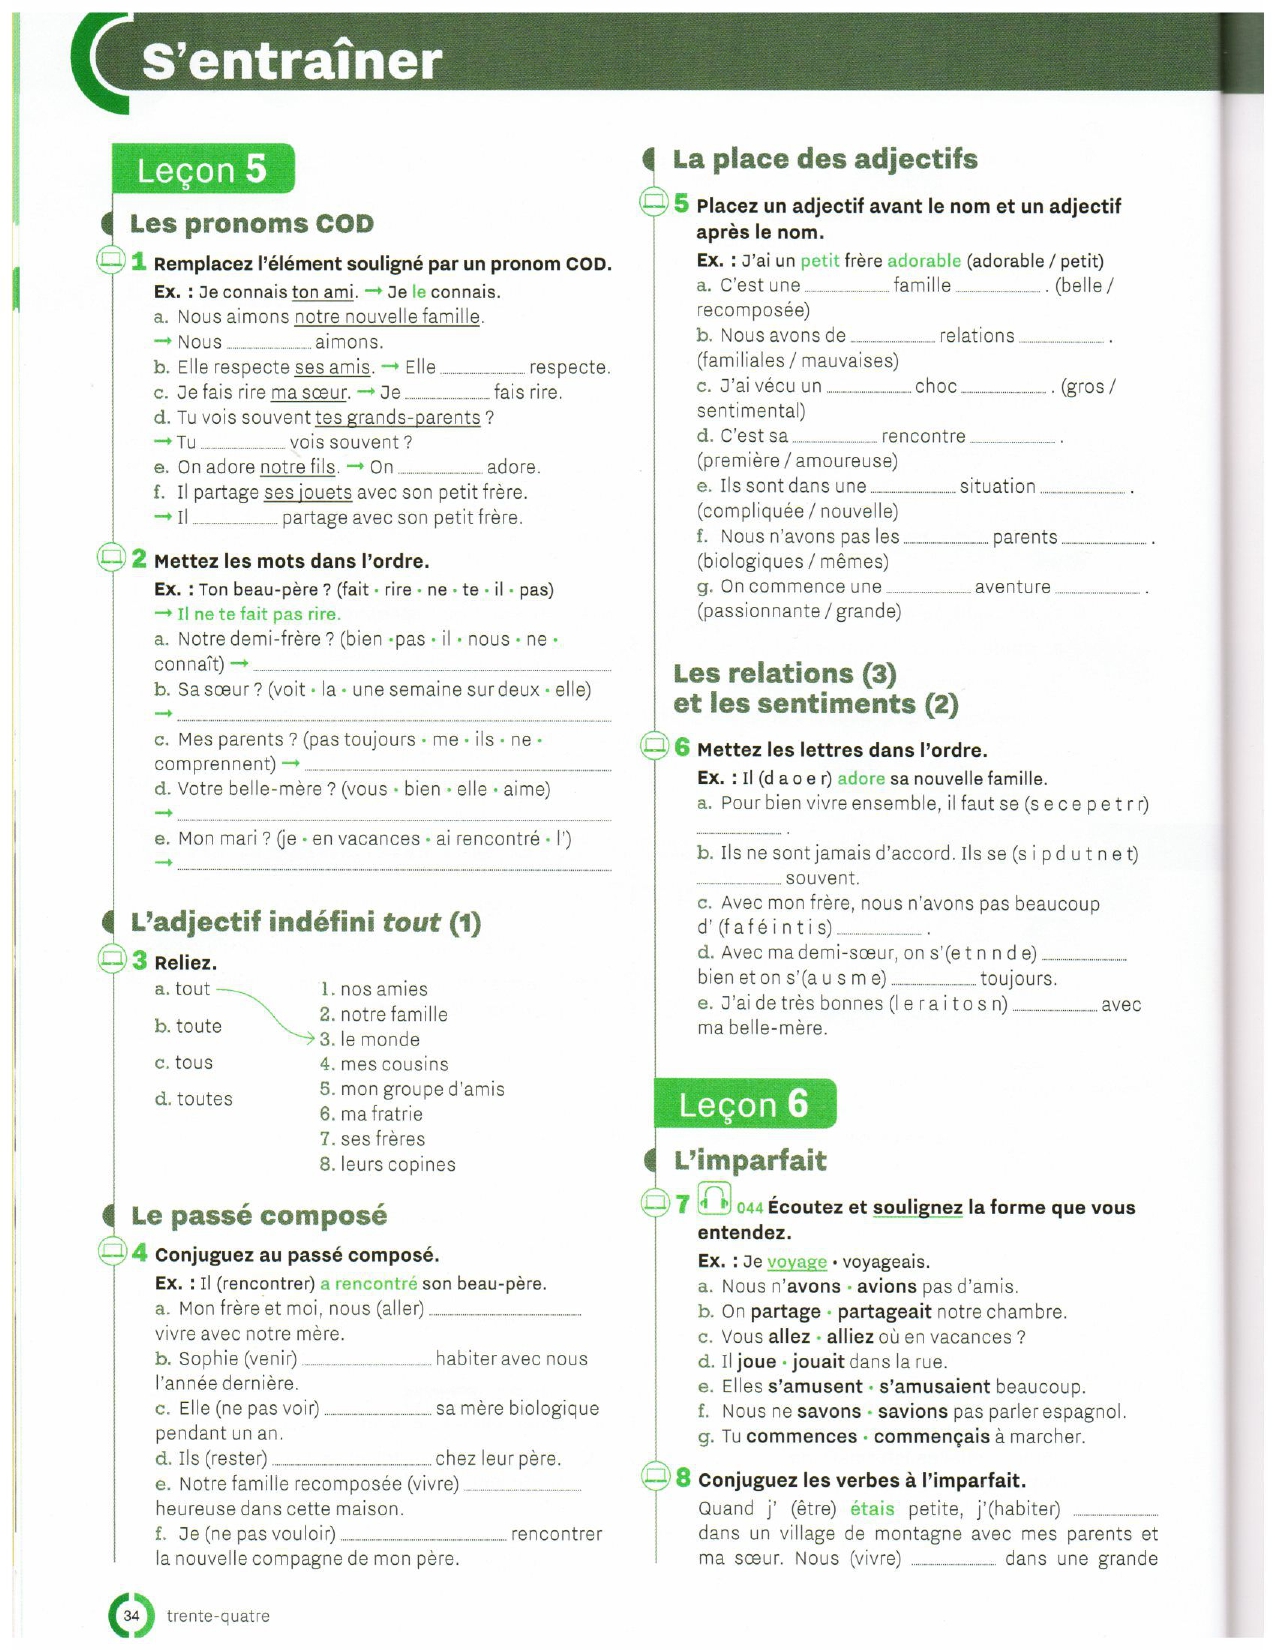 S'entraîner
Leçon 5
Les pronoms COD
1 Remplacez l'élément souligné par un pronom COD.
Ex. : Je connais ton ami. → Je le connais.
a. Nous aimons notre nouvelle famille.
→ Nous ............ aimons.
b. Elle respecte ses amis. → Elle ............ respecte.
c. Je fais rire ma sœur. → Je ............ fais rire.
d. Tu vois souvent tes grands-parents ?
→ Tu ............ vois souvent ?
e. On adore notre fils. → On ............ adore.
f. Il partage ses jouets avec son petit frère.
→ Il ............ partage avec son petit frère.
2 Mettez les mots dans l'ordre.
Ex. : Ton beau-père ? (fait • rire • ne • te • il • pas)
→ Il ne te fait pas rire.
a. Notre demi-frère ? (bien •pas • il • nous • ne •
connaît) → ............
b. Sa sœur ? (voit • la • une semaine sur deux • elle)
→ ............
c. Mes parents ? (pas toujours • me • ils • ne •
comprennent) → ............
d. Votre belle-mère ? (vous • bien • elle • aime)
→ ............
e. Mon mari ? (je • en vacances • ai rencontré • l')
→ ............
L'adjectif indéfini tout (1)
3 Reliez.
a. tout
b. toute
c. tous
d. toutes
1. nos amies
2. notre famille
3. le monde
4. mes cousins
5. mon groupe d'amis
6. ma fratrie
7. ses frères
8. leurs copines
Le passé composé
4 Conjuguez au passé composé.
Ex. : Il (rencontrer) a rencontré son beau-père.
a. Mon frère et moi, nous (aller) ............
vivre avec notre mère.
b. Sophie (venir) ............ habiter avec nous
l'année dernière.
c. Elle (ne pas voir) ............ sa mère biologique
pendant un an.
d. Ils (rester) ............ chez leur père.
e. Notre famille recomposée (vivre) ............
heureuse dans cette maison.
f. Je (ne pas vouloir) ............ rencontrer
la nouvelle compagne de mon père.
34 trente-quatre
La place des adjectifs
5 Placez un adjectif avant le nom et un adjectif
après le nom.
Ex. : J'ai un petit frère adorable (adorable / petit)
a. C'est une ............ famille ............ . (belle /
recomposée)
b. Nous avons de ............ relations ............ .
(familiales / mauvaises)
c. J'ai vécu un ............ choc ............ . (gros /
sentimental)
d. C'est sa ............ rencontre ............ .
(première / amoureuse)
e. Ils sont dans une ............ situation ............ .
(compliquée / nouvelle)
f. Nous n'avons pas les ............ parents ............ .
(biologiques / mêmes)
g. On commence une ............ aventure ............ .
(passionnante / grande)
Les relations (3)
et les sentiments (2)
6 Mettez les lettres dans l'ordre.
Ex. : Il (d a o e r) adore sa nouvelle famille.
a. Pour bien vivre ensemble, il faut se (s e c e p e t r r)
............ .
b. Ils ne sont jamais d'accord. Ils se (s i p d u t n e t)
............ souvent.
c. Avec mon frère, nous n'avons pas beaucoup
d' (f a f é i n t i s) ............ .
d. Avec ma demi-sœur, on s'(e t n n d e) ............
bien et on s'(a u s m e) ............ toujours.
e. J'ai de très bonnes (l e r a i t o s n) ............ avec
ma belle-mère.
Leçon 6
L'imparfait
7 044 Écoutez et soulignez la forme que vous
entendez.
Ex. : Je voyage • voyageais.
a. Nous n'avons • avions pas d'amis.
b. On partage • partageait notre chambre.
c. Vous allez • alliez où en vacances ?
d. Il joue • jouait dans la rue.
e. Elles s'amusent • s'amusaient beaucoup.
f. Nous ne savons • savions pas parler espagnol.
g. Tu commences • commençais à marcher.
8 Conjuguez les verbes à l'imparfait.
Quand j' (être) étais petite, j'(habiter) ............
dans un village de montagne avec mes parents et
ma sœur. Nous (vivre) ............ dans une grande